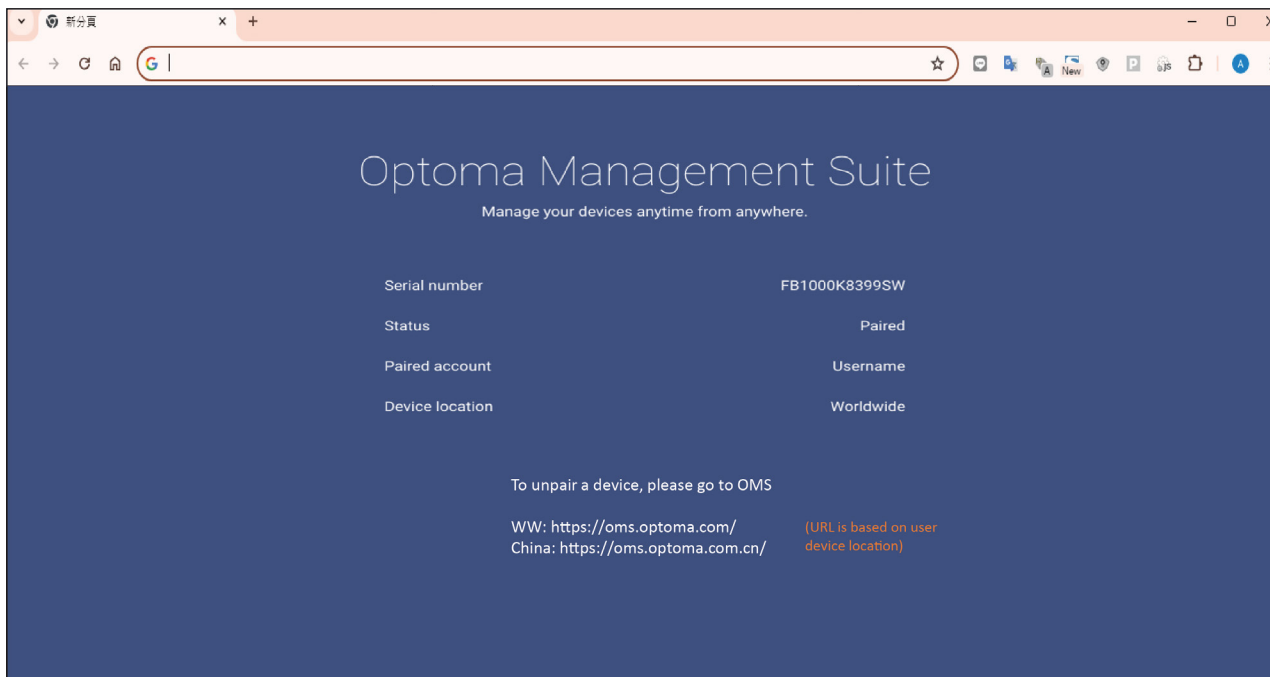 新分頁
G
New
A
P
js
A
Optoma Management Suite
Manage your devices anytime from anywhere.
Serial number FB1000K8399SW
Status Paired
Paired account Username
Device location Worldwide
To unpair a device, please go to OMS
WW: https://oms.optoma.com/ (URL is based on user
China: https://oms.optoma.com.cn/ device location)